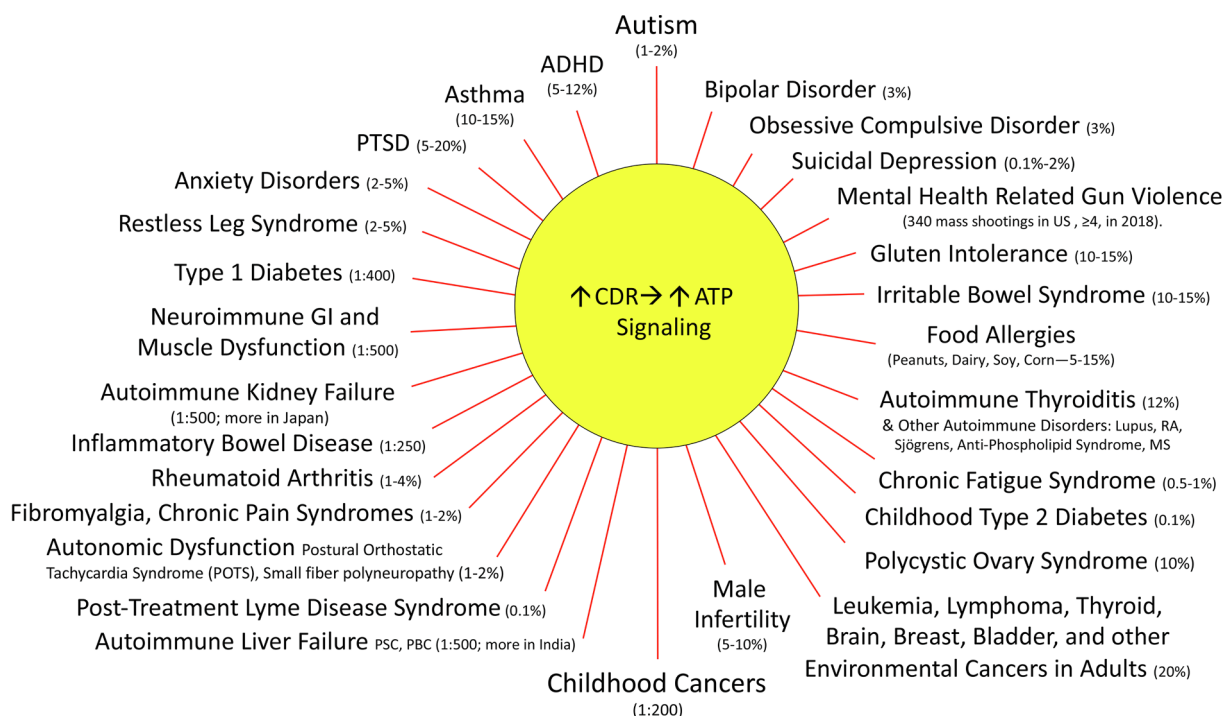 Autism
(1-2%)
ADHD
(5-12%)
Asthma
(10-15%)
PTSD (5-20%)
Anxiety Disorders (2-5%)
Restless Leg Syndrome (2-5%)
Type 1 Diabetes (1:400)
Neuroimmune GI and
Muscle Dysfunction (1:500)
Autoimmune Kidney Failure
(1:500; more in Japan)
Inflammatory Bowel Disease (1:250)
Rheumatoid Arthritis (1-4%)
Fibromyalgia, Chronic Pain Syndromes (1-2%)
Autonomic Dysfunction Postural Orthostatic
Tachycardia Syndrome (POTS), Small fiber polyneuropathy (1-2%)
Post-Treatment Lyme Disease Syndrome (0.1%)
Autoimmune Liver Failure PSC, PBC (1:500; more in India)
Childhood Cancers
(1:200)
↑ CDR→ ↑ ATP
Signaling
Bipolar Disorder (3%)
Obsessive Compulsive Disorder (3%)
Suicidal Depression (0.1%-2%)
Mental Health Related Gun Violence
(340 mass shootings in US , ≥4, in 2018).
Gluten Intolerance (10-15%)
Irritable Bowel Syndrome (10-15%)
Food Allergies
(Peanuts, Dairy, Soy, Corn—5-15%)
Autoimmune Thyroiditis (12%)
& Other Autoimmune Disorders: Lupus, RA,
Sjögrens, Anti-Phospholipid Syndrome, MS
Chronic Fatigue Syndrome (0.5-1%)
Childhood Type 2 Diabetes (0.1%)
Polycystic Ovary Syndrome (10%)
Leukemia, Lymphoma, Thyroid,
Brain, Breast, Bladder, and other
Environmental Cancers in Adults (20%)
Male
Infertility
(5-10%)